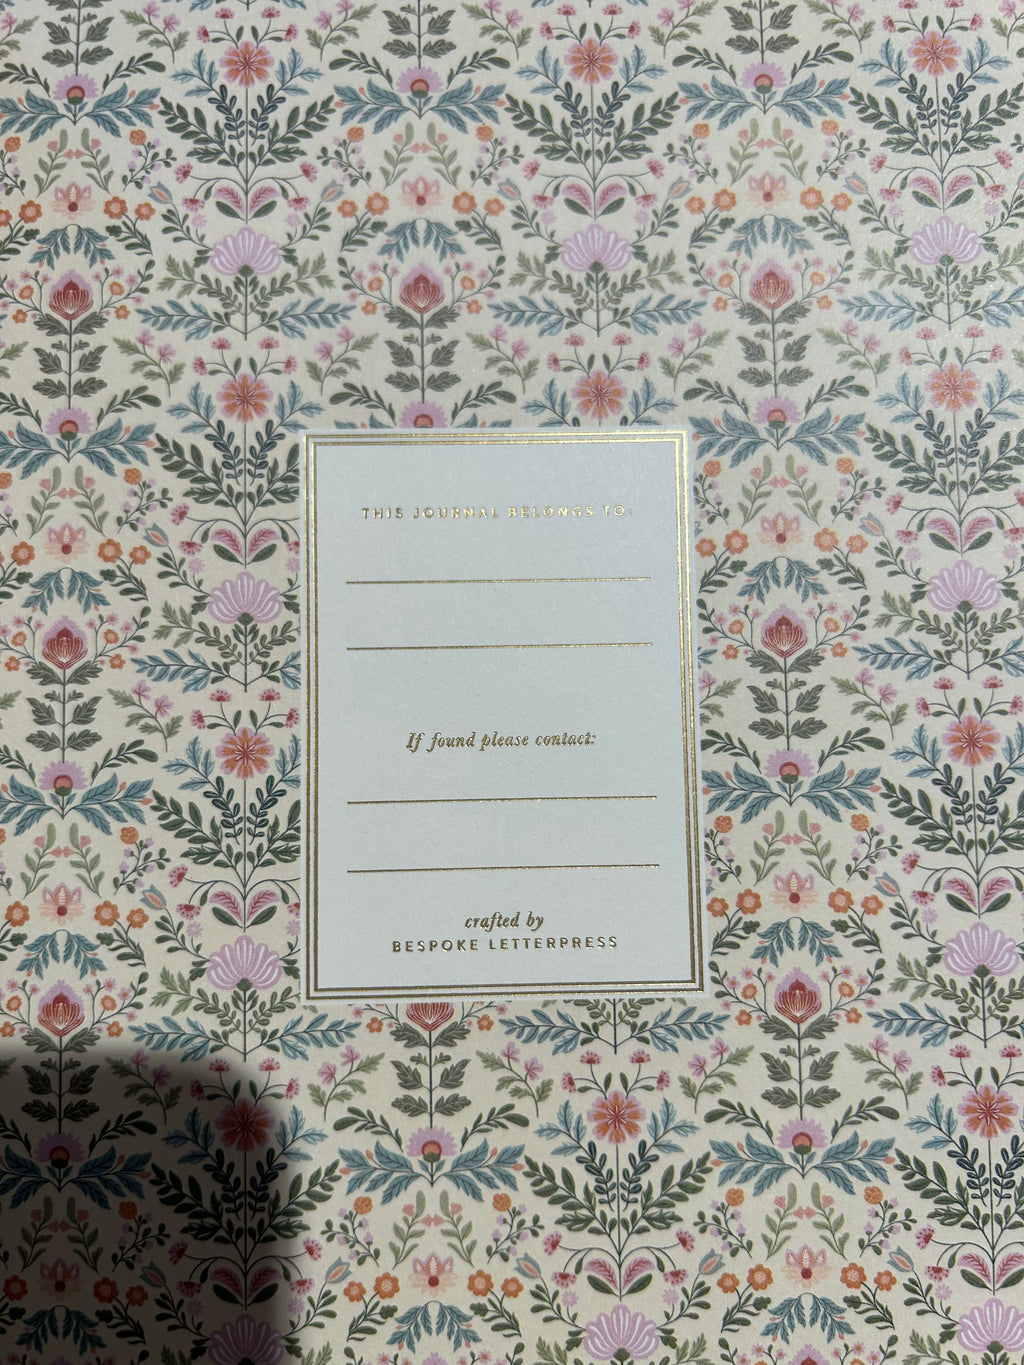 THIS JOURNAL BELONGS TO:
If found please contact:
crafted by
BESPOKE LETTERPRESS